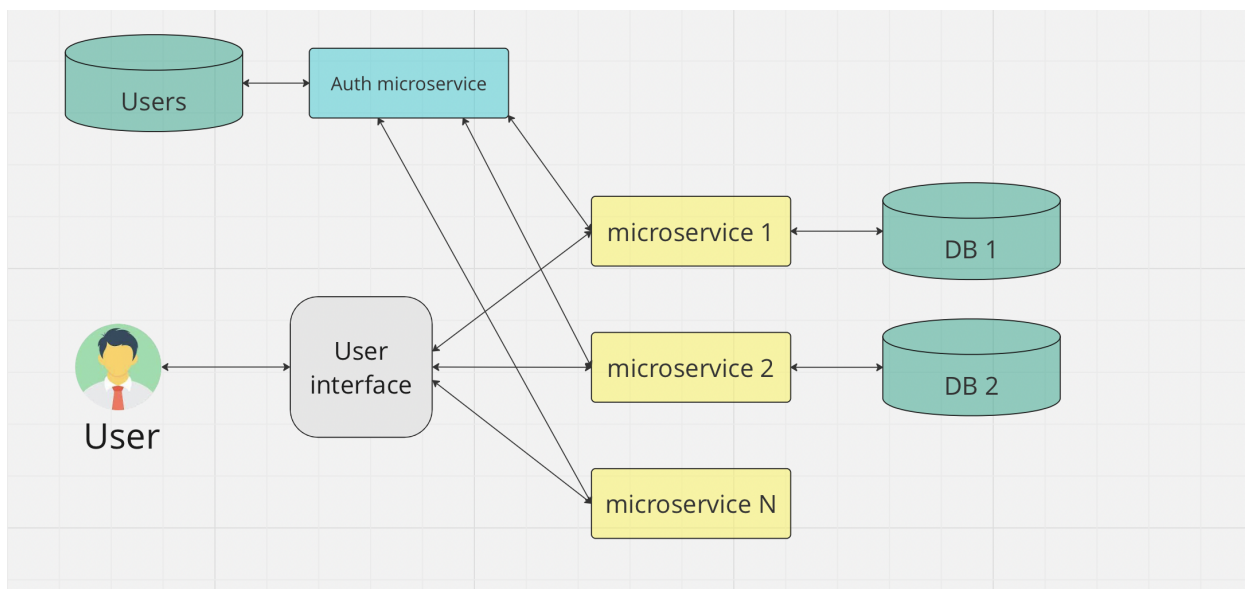 Users
Auth microservice
microservice 1
DB 1
User
interface
microservice 2
DB 2
User
microservice N